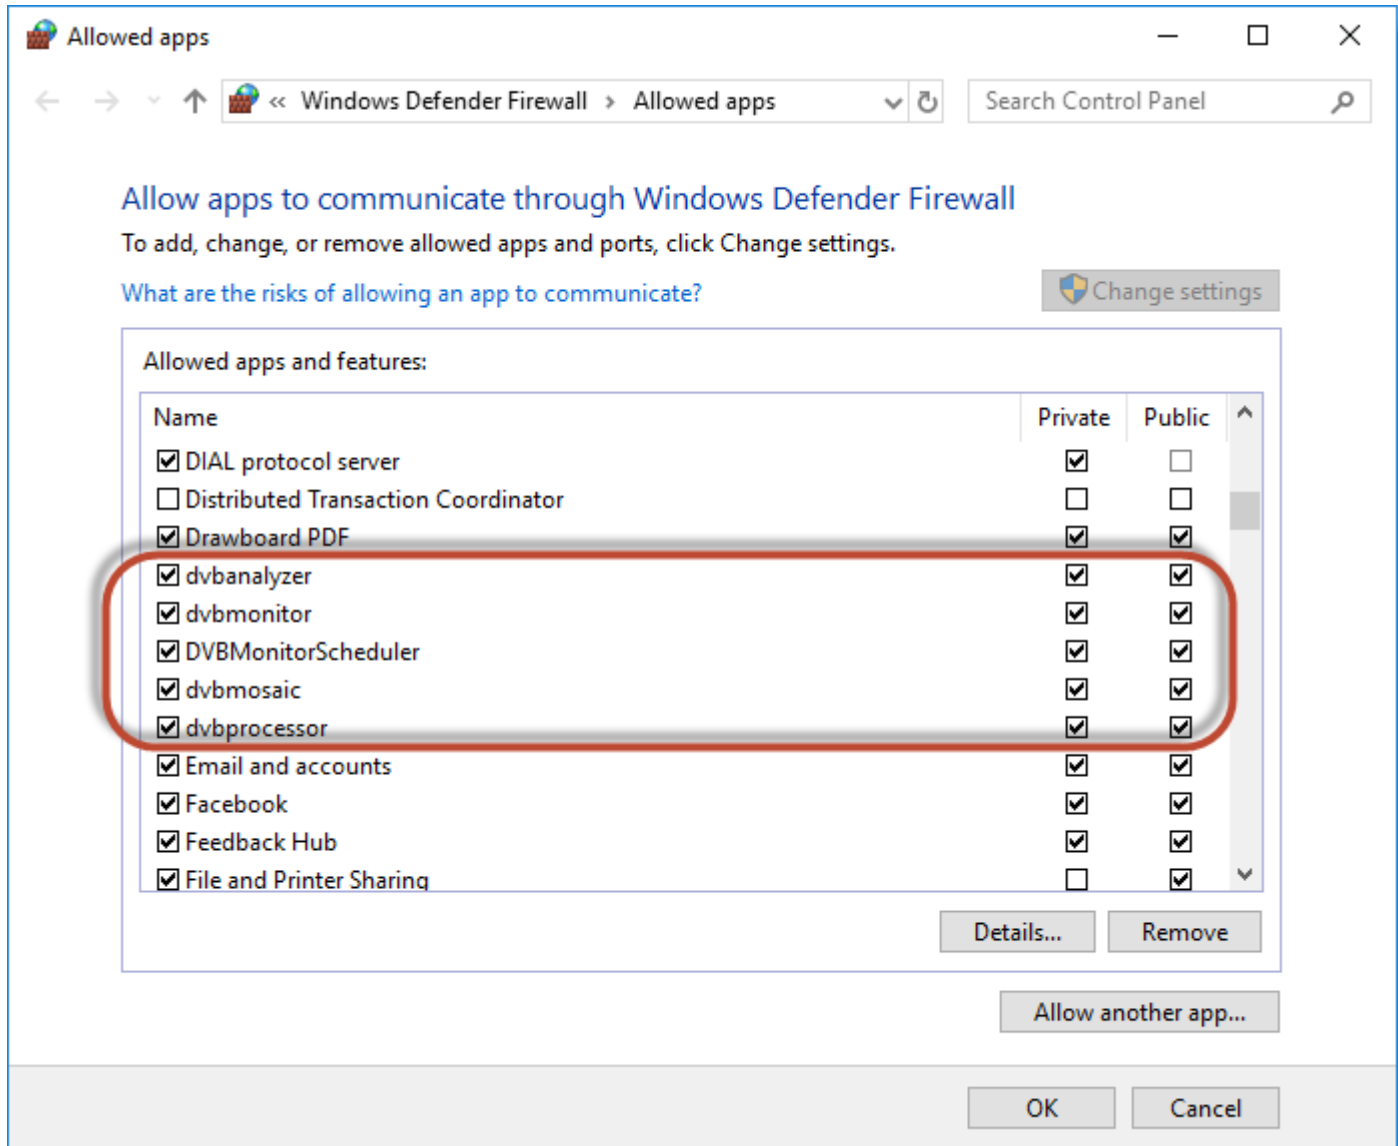 Allowed apps
« Windows Defender Firewall > Allowed apps
Search Control Panel
Allow apps to communicate through Windows Defender Firewall
To add, change, or remove allowed apps and ports, click Change settings.
What are the risks of allowing an app to communicate?
Change settings
Allowed apps and features:
Name Private Public
DIAL protocol server
Distributed Transaction Coordinator
Drawboard PDF
dvbanalyzer
dvbmonitor
DVBMonitorScheduler
dvbmosaic
dvbprocessor
Email and accounts
Facebook
Feedback Hub
File and Printer Sharing
Details... Remove
Allow another app...
OK Cancel